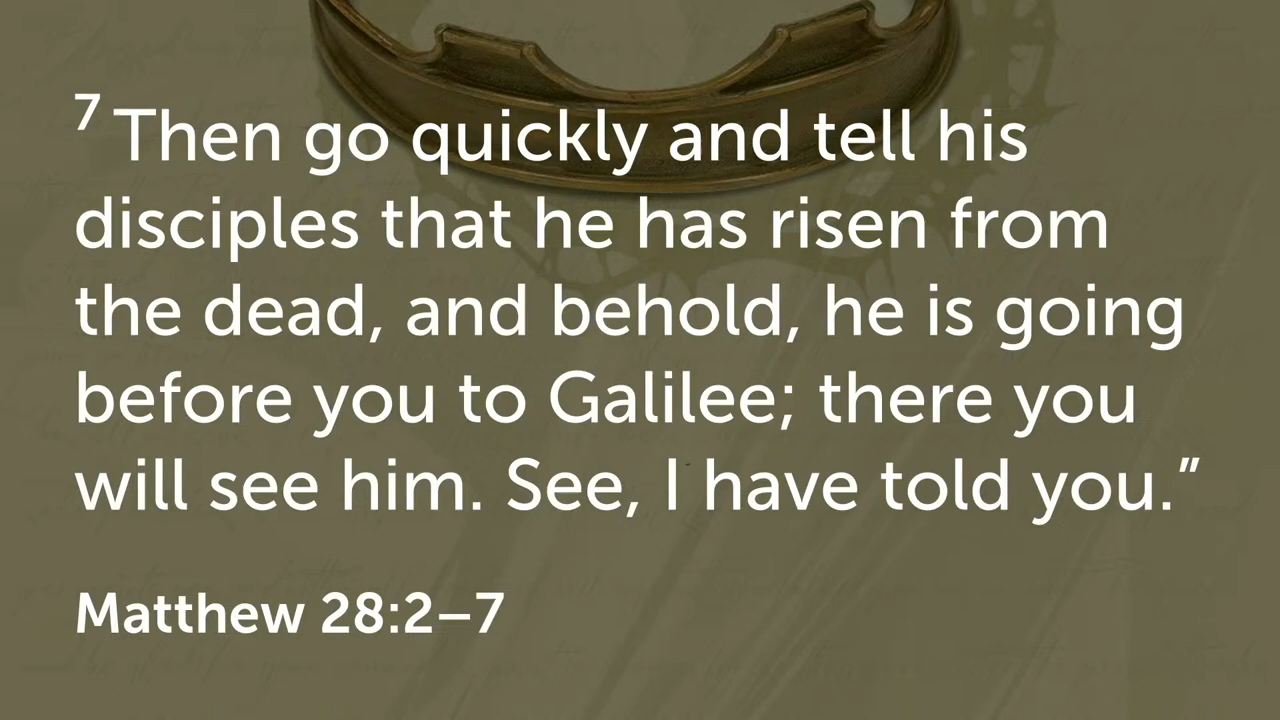 7 Then go quickly and tell his
disciples that he has risen from
the dead, and behold, he is going
before you to Galilee; there you
will see him. See, I have told you.”
Matthew 28:2–7